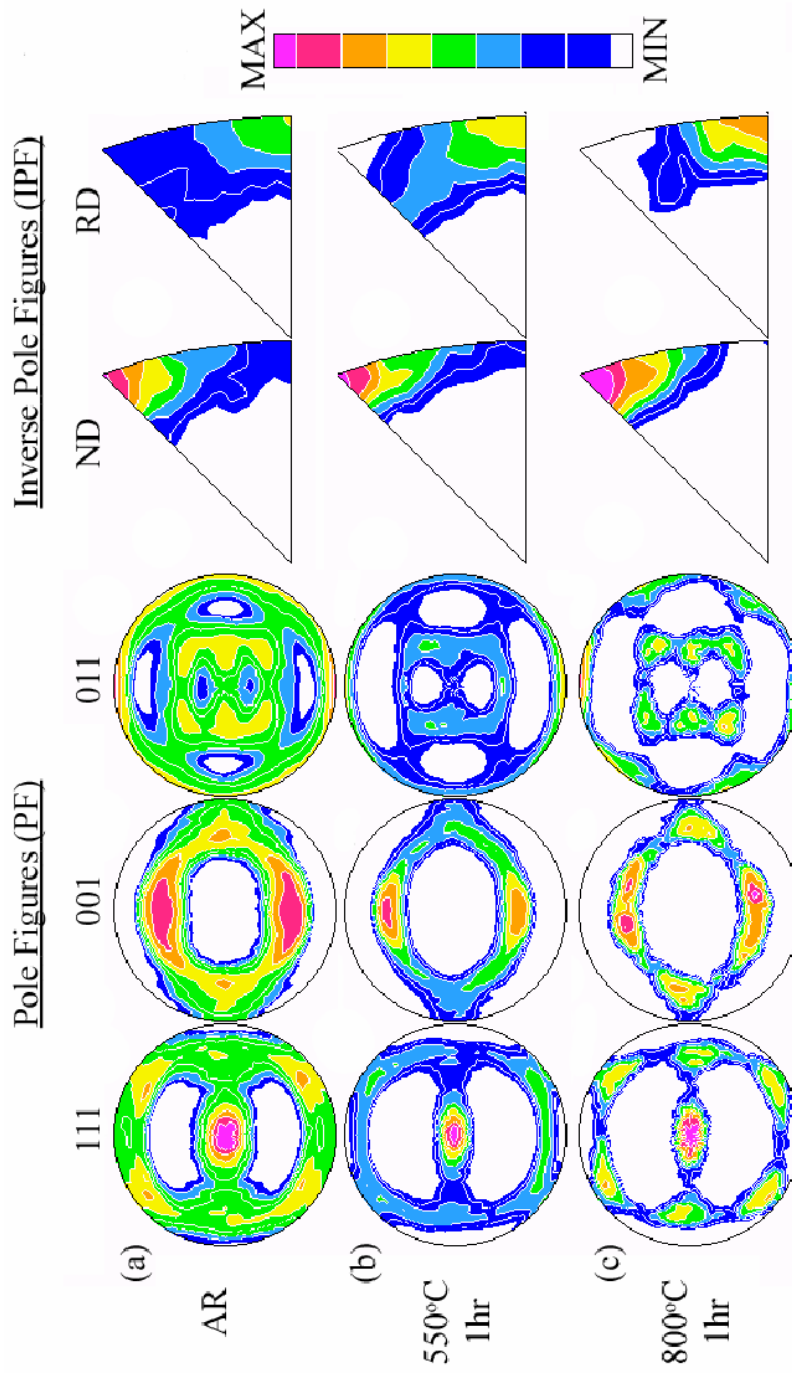 Pole Figures (PF)
Inverse Pole Figures (IPF)
111
001
011
ND
RD
(a)
AR
(b)
550°C
1hr
(c)
800°C
1hr
MAX
MIN